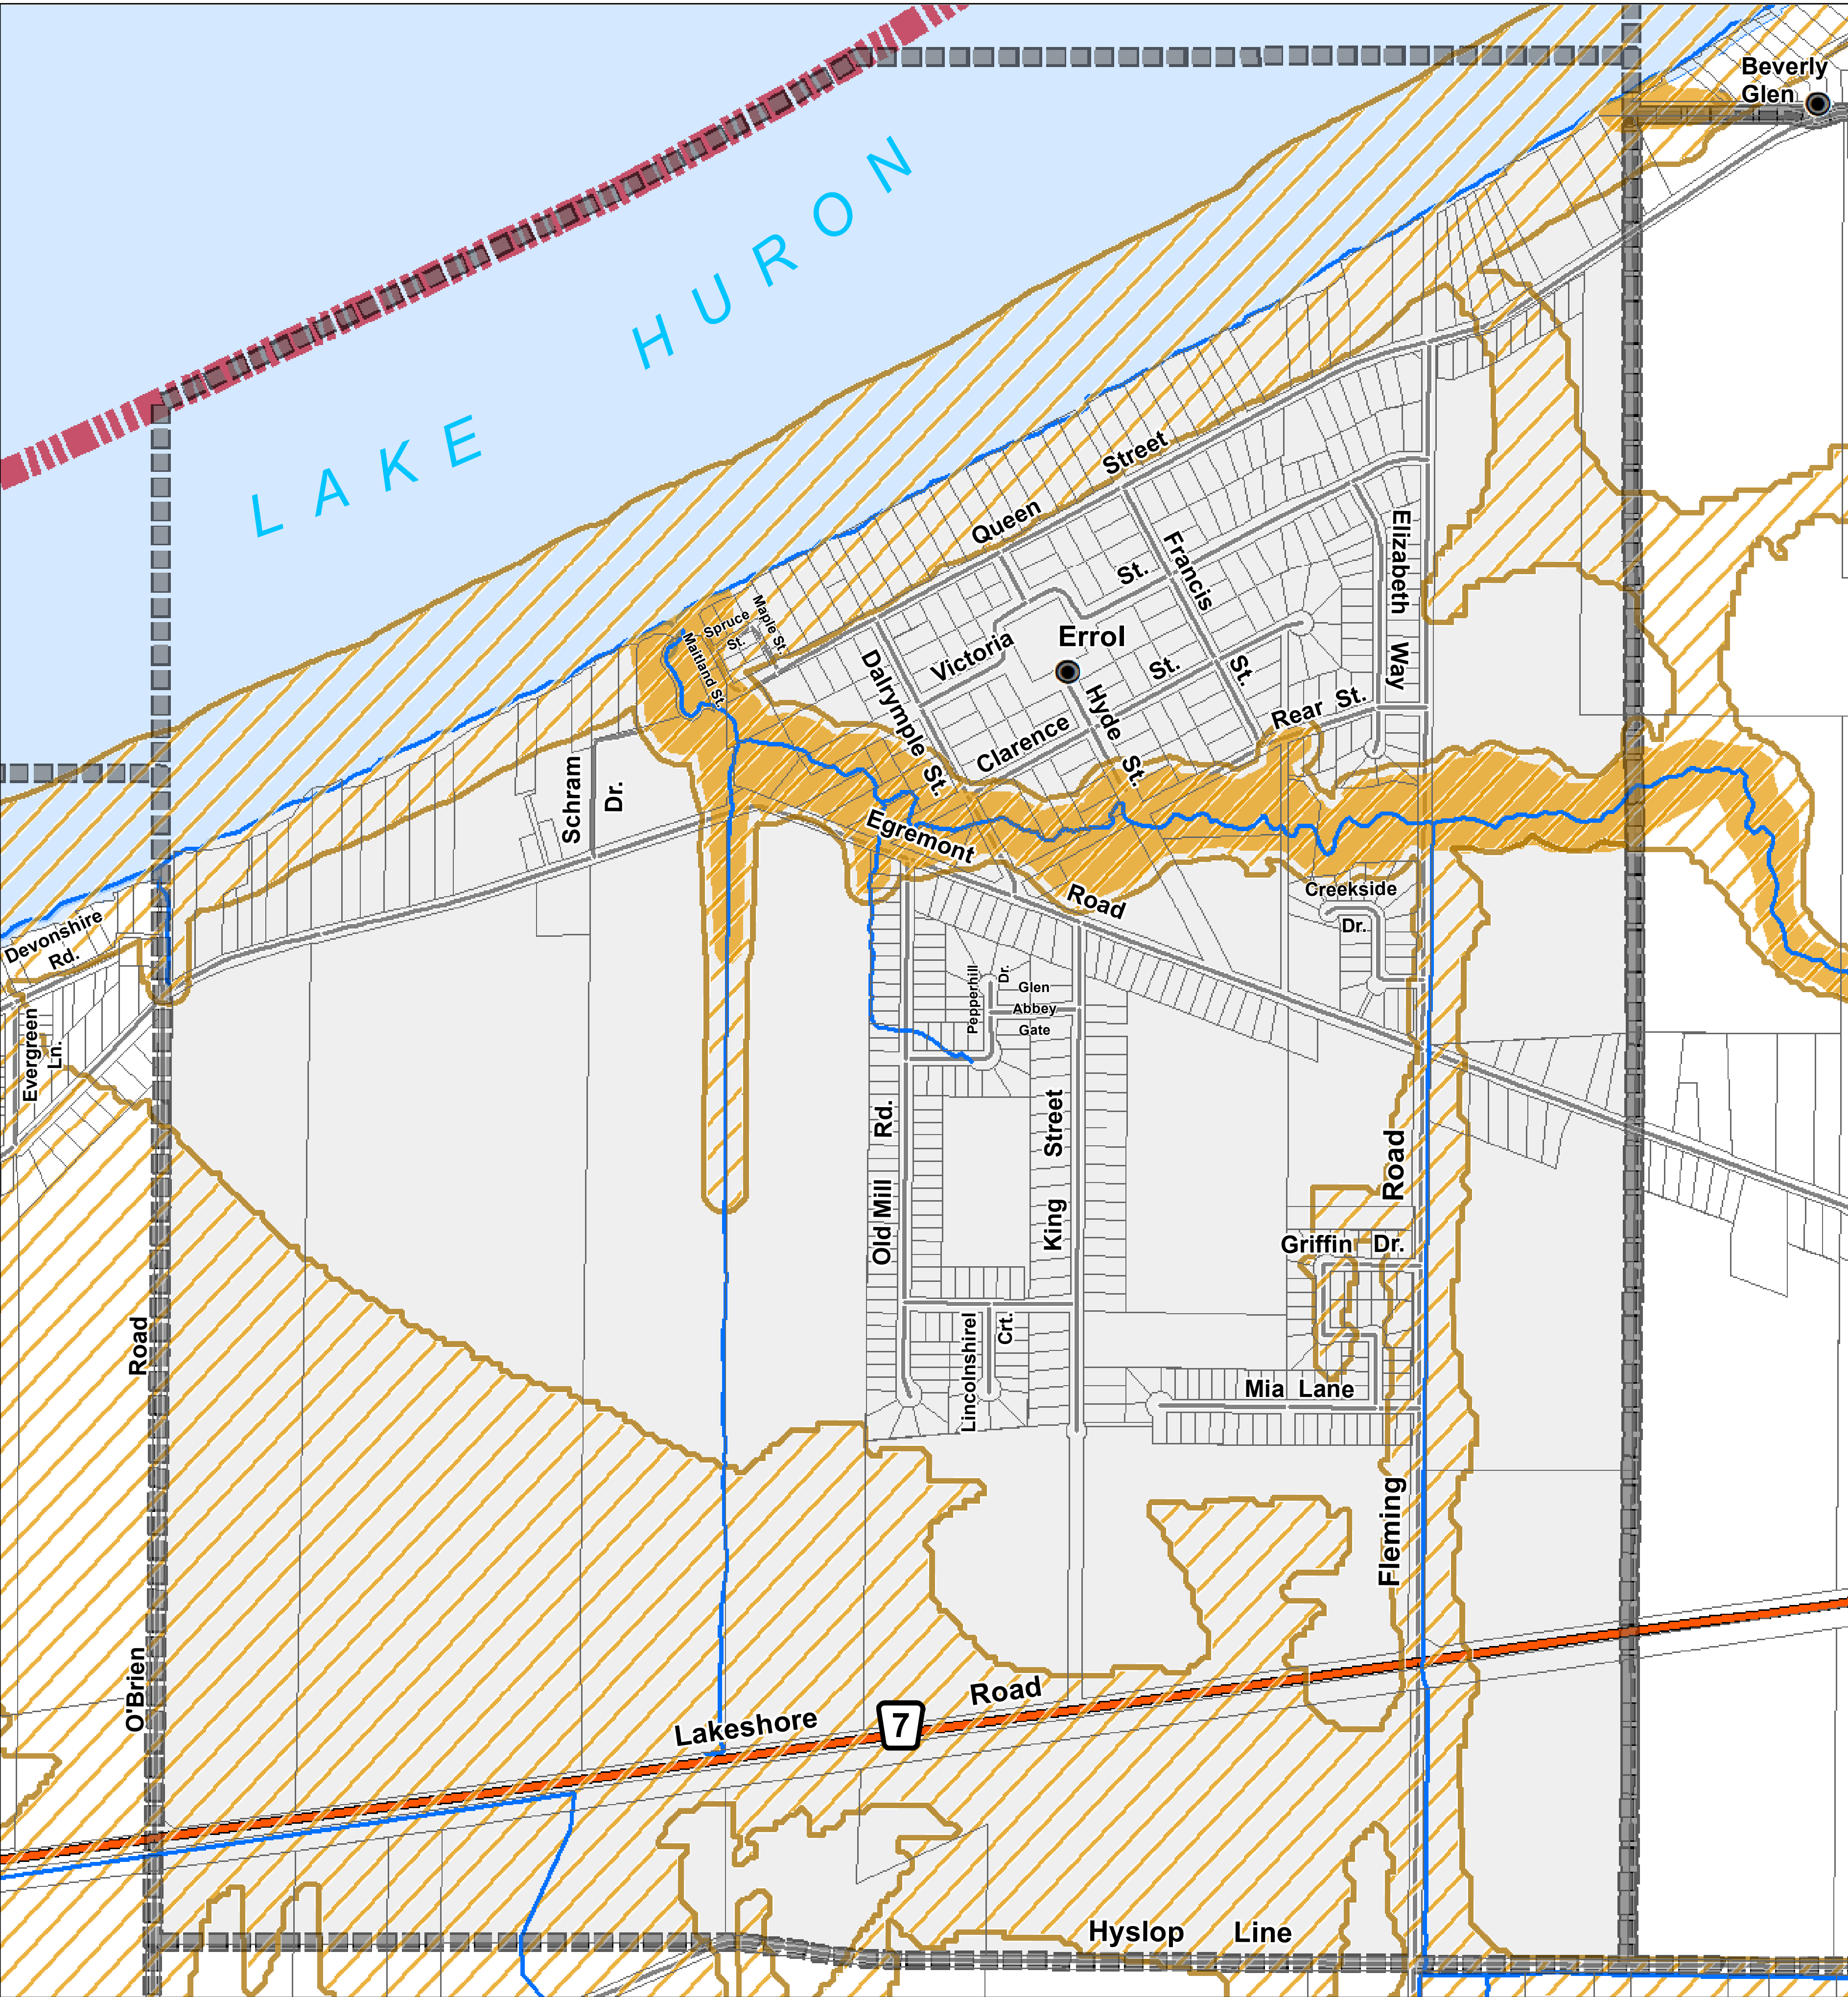 Beverly
Glen
LAKE HURON
Queen Street
Elizabeth Way
Francis St.
Victoria St.
Errol
Spruce
St.
Maple St.
Maitland St.
Dalrymple St.
Hyde St.
Clarence St.
Rear St.
Schram
Dr.
Egremont Road
Creekside
Dr.
Devonshire
Rd.
Evergreen
Ln.
Pepperhill
Dr.
Glen
Abbey
Gate
Old Mill Rd.
King Street
Griffin Dr.
Lincolnshirel
Crt.
Mia Lane
Fleming Road
O'Brien Road
Lakeshore Road
7
Hyslop Line